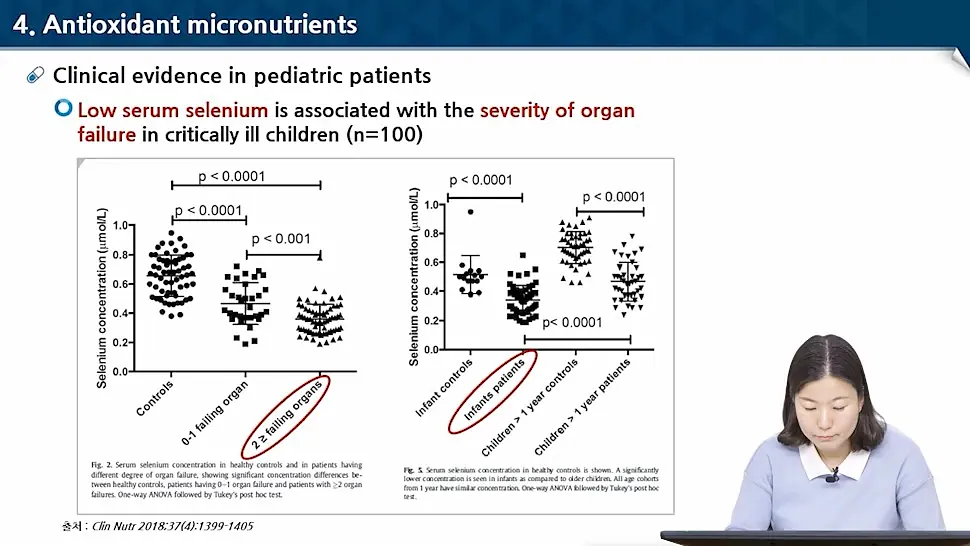 4. Antioxidant micronutrients
Clinical evidence in pediatric patients
Low serum selenium is associated with the severity of organ
failure in critically ill children (n=100)
p < 0.0001
p < 0.0001
p < 0.001
Selenium concentration (μmol/L)
1.0
0.8
0.6
0.4
0.2
0.0
Controls
0-1 failing organ
2 ≥ failing organs
Fig. 2. Serum selenium concentration in healthy controls and in patients having
different degree of organ failure, showing significant concentration differences be-
tween healthy controls, patients having 0–1 organ failure and patients with ≥2 organ
failures. One-way ANOVA followed by Tukey's post hoc test.
p < 0.0001
p < 0.0001
p< 0.0001
Selenium concentration (μmol/L)
1.0
0.8
0.6
0.4
0.2
0.0
Infant controls
Infants patients
Children > 1 year controls
Children > 1 year patients
Fig. 5. Serum selenium concentration in healthy controls is shown. A significantly
lower concentration is seen in infants as compared to older children. All age cohorts
from 1 year have similar concentration. One-way ANOVA followed by Tukey's post hoc
test.
출처 : Clin Nutr 2018;37(4):1399-1405